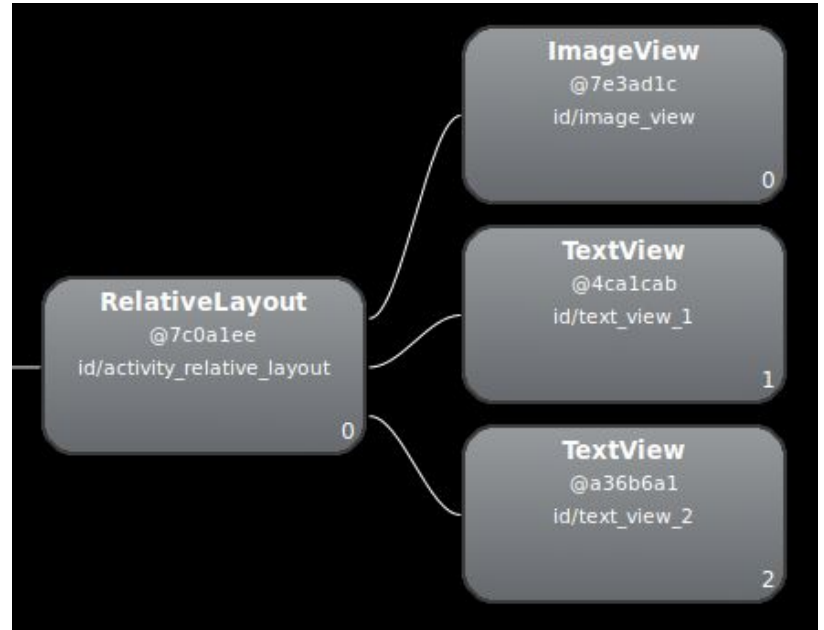 ImageView
@7e3ad1c
id/image_view
0
RelativeLayout
@7c0a1ee
id/activity_relative_layout
0
TextView
@4ca1cab
id/text_view_1
1
TextView
@a36b6a1
id/text_view_2
2